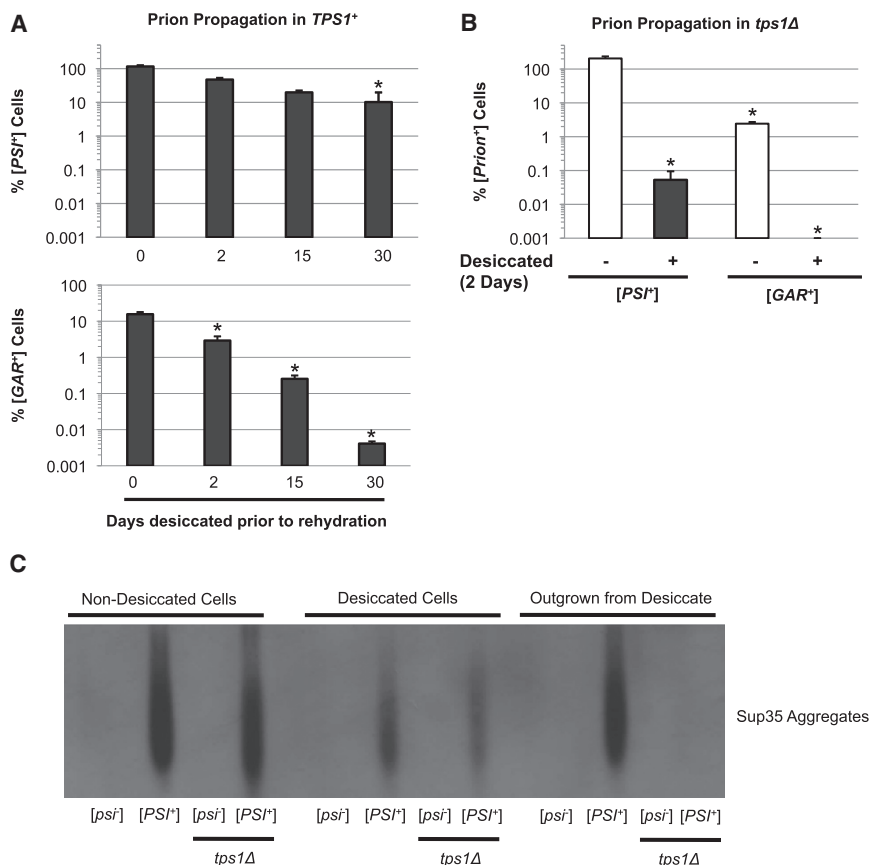 A
Prion Propagation in TPS1⁺
% [PSI⁺] Cells
100
10
1
0.1
0.01
0.001
0 2 15 30
*
% [GAR⁺] Cells
100
10
1
0.1
0.01
0.001
* * *
0 2 15 30
Days desiccated prior to rehydration
B
Prion Propagation in tps1Δ
% [Prion⁺] Cells
100
10
1
0.1
0.01
0.001
* * *
Desiccated - + - +
(2 Days)
[PSI⁺] [GAR⁺]
C
Non-Desiccated Cells Desiccated Cells Outgrown from Desiccate
Sup35 Aggregates
[psi⁻] [PSI⁺] [psi⁻] [PSI⁺] [psi⁻] [PSI⁺] [psi⁻] [PSI⁺] [psi⁻] [PSI⁺] [psi⁻] [PSI⁺]
tps1Δ tps1Δ tps1Δ